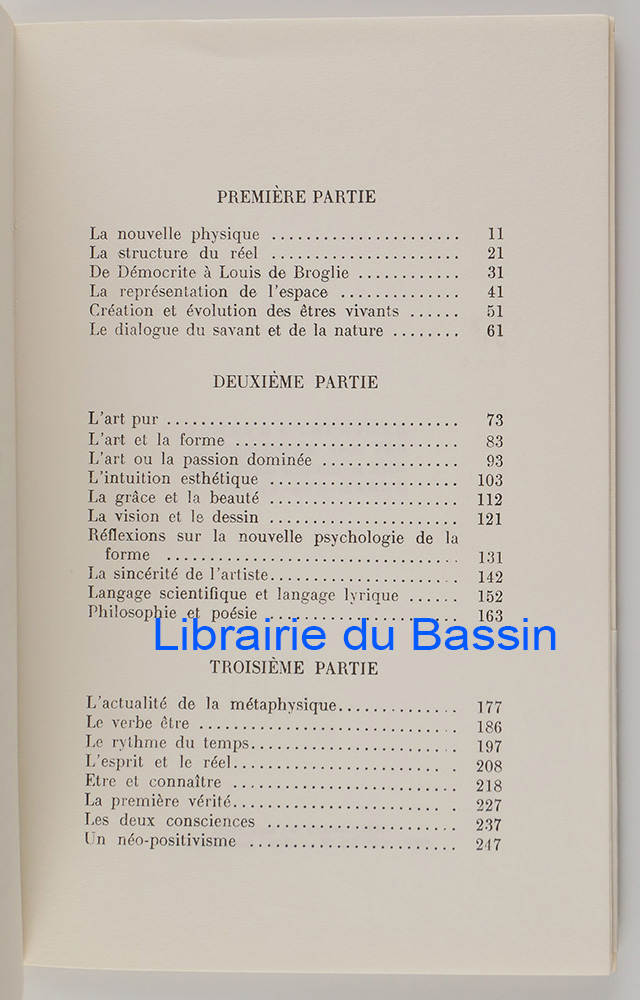 PREMIÈRE PARTIE
La nouvelle physique ...................... 11
La structure du réel ...................... 21
De Démocrite à Louis de Broglie ............ 31
La représentation de l'espace .............. 41
Création et évolution des êtres vivants ...... 51
Le dialogue du savant et de la nature ........ 61
DEUXIÈME PARTIE
L'art pur .................................. 73
L'art et la forme .......................... 83
L'art ou la passion dominée ................ 93
L'intuition esthétique ...................... 103
La grâce et la beauté ...................... 112
La vision et le dessin ...................... 121
Réflexions sur la nouvelle psychologie de la
forme .................................. 131
La sincérité de l'artiste...................... 142
Langage scientifique et langage lyrique ...... 152
Philosophie et poésie ...................... 163
Librairie du Bassin
TROISIÈME PARTIE
L'actualité de la métaphysique.............. 177
Le verbe être .............................. 186
Le rythme du temps........................ 197
L'esprit et le réel.......................... 208
Etre et connaître .......................... 218
La première vérité.......................... 227
Les deux consciences ...................... 237
Un néo-positivisme ........................ 247